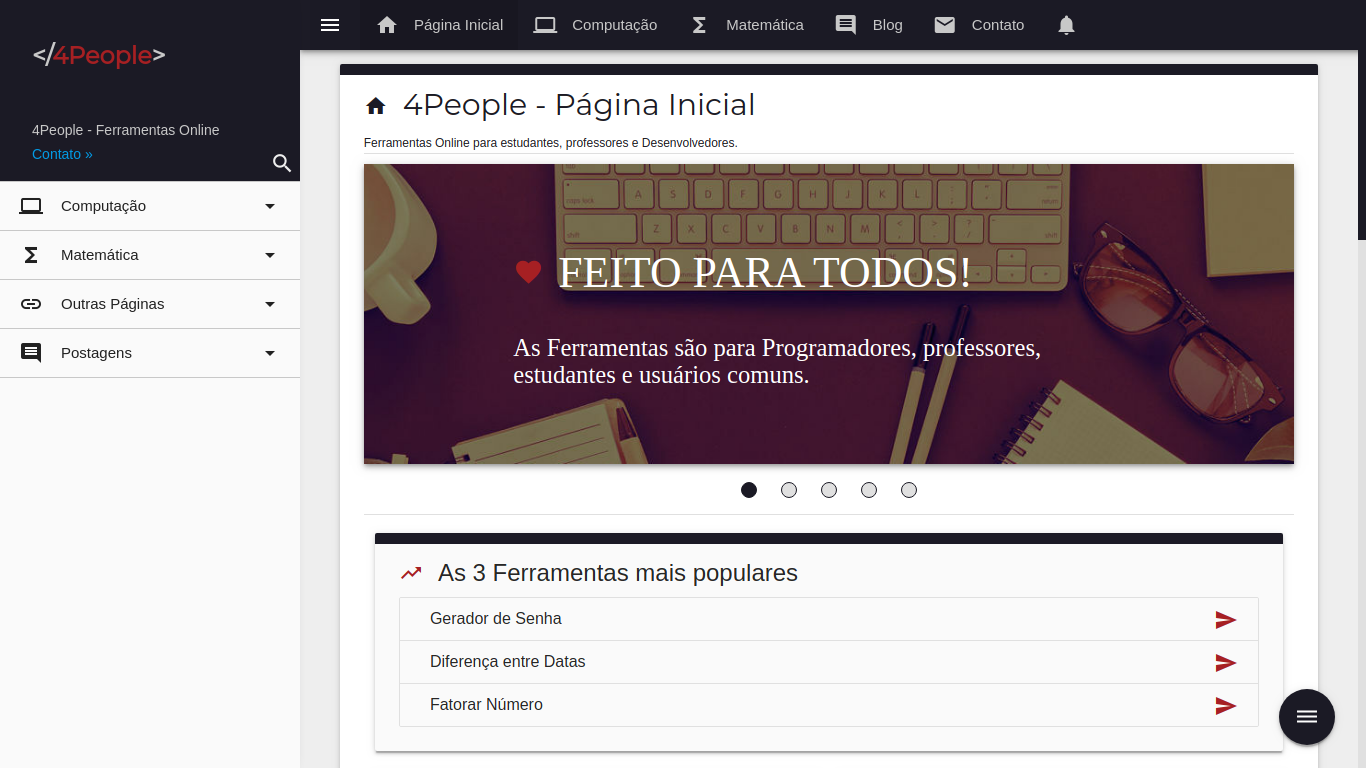 </4People>
4People - Ferramentas Online
Contato »
Computação
Matemática
Outras Páginas
Postagens
Página Inicial
Computação
Matemática
Blog
Contato
4People - Página Inicial
Ferramentas Online para estudantes, professores e Desenvolvedores.
FEITO PARA TODOS!
As Ferramentas são para Programadores, professores,
estudantes e usuários comuns.
As 3 Ferramentas mais populares
Gerador de Senha
Diferença entre Datas
Fatorar Número